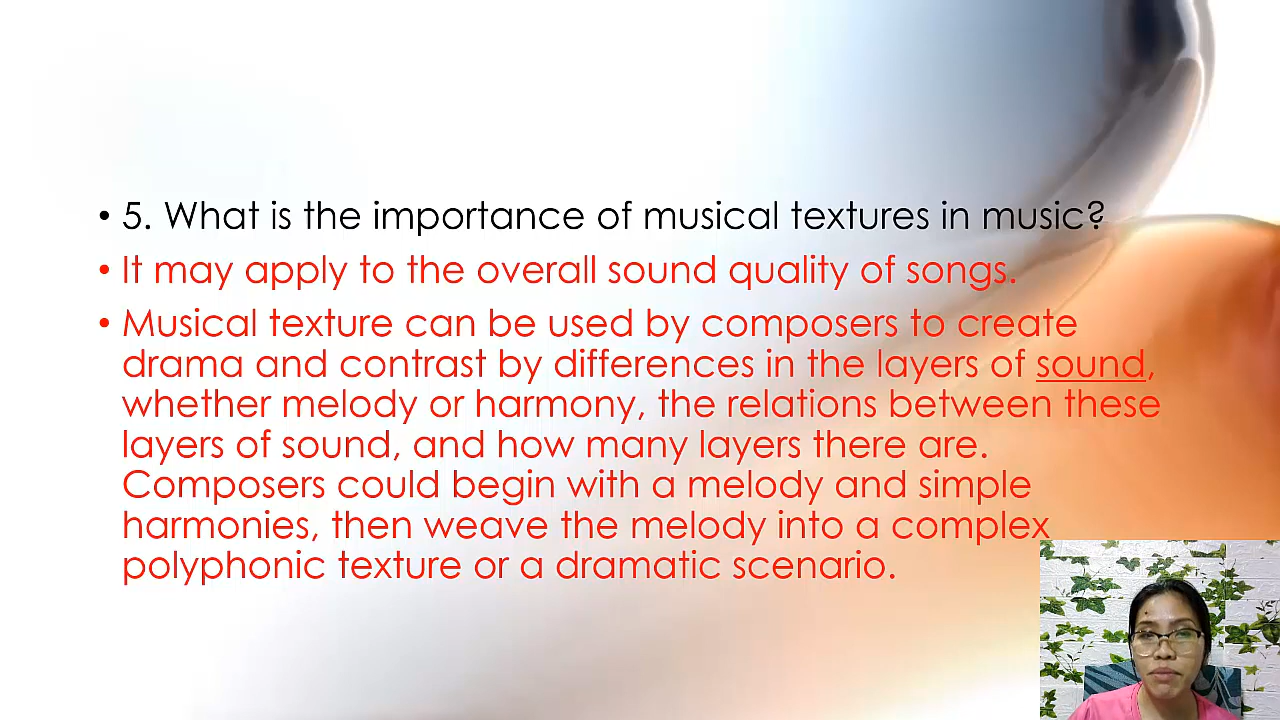 • 5. What is the importance of musical textures in music?
• It may apply to the overall sound quality of songs.
• Musical texture can be used by composers to create
drama and contrast by differences in the layers of sound,
whether melody or harmony, the relations between these
layers of sound, and how many layers there are.
Composers could begin with a melody and simple
harmonies, then weave the melody into a complex
polyphonic texture or a dramatic scenario.